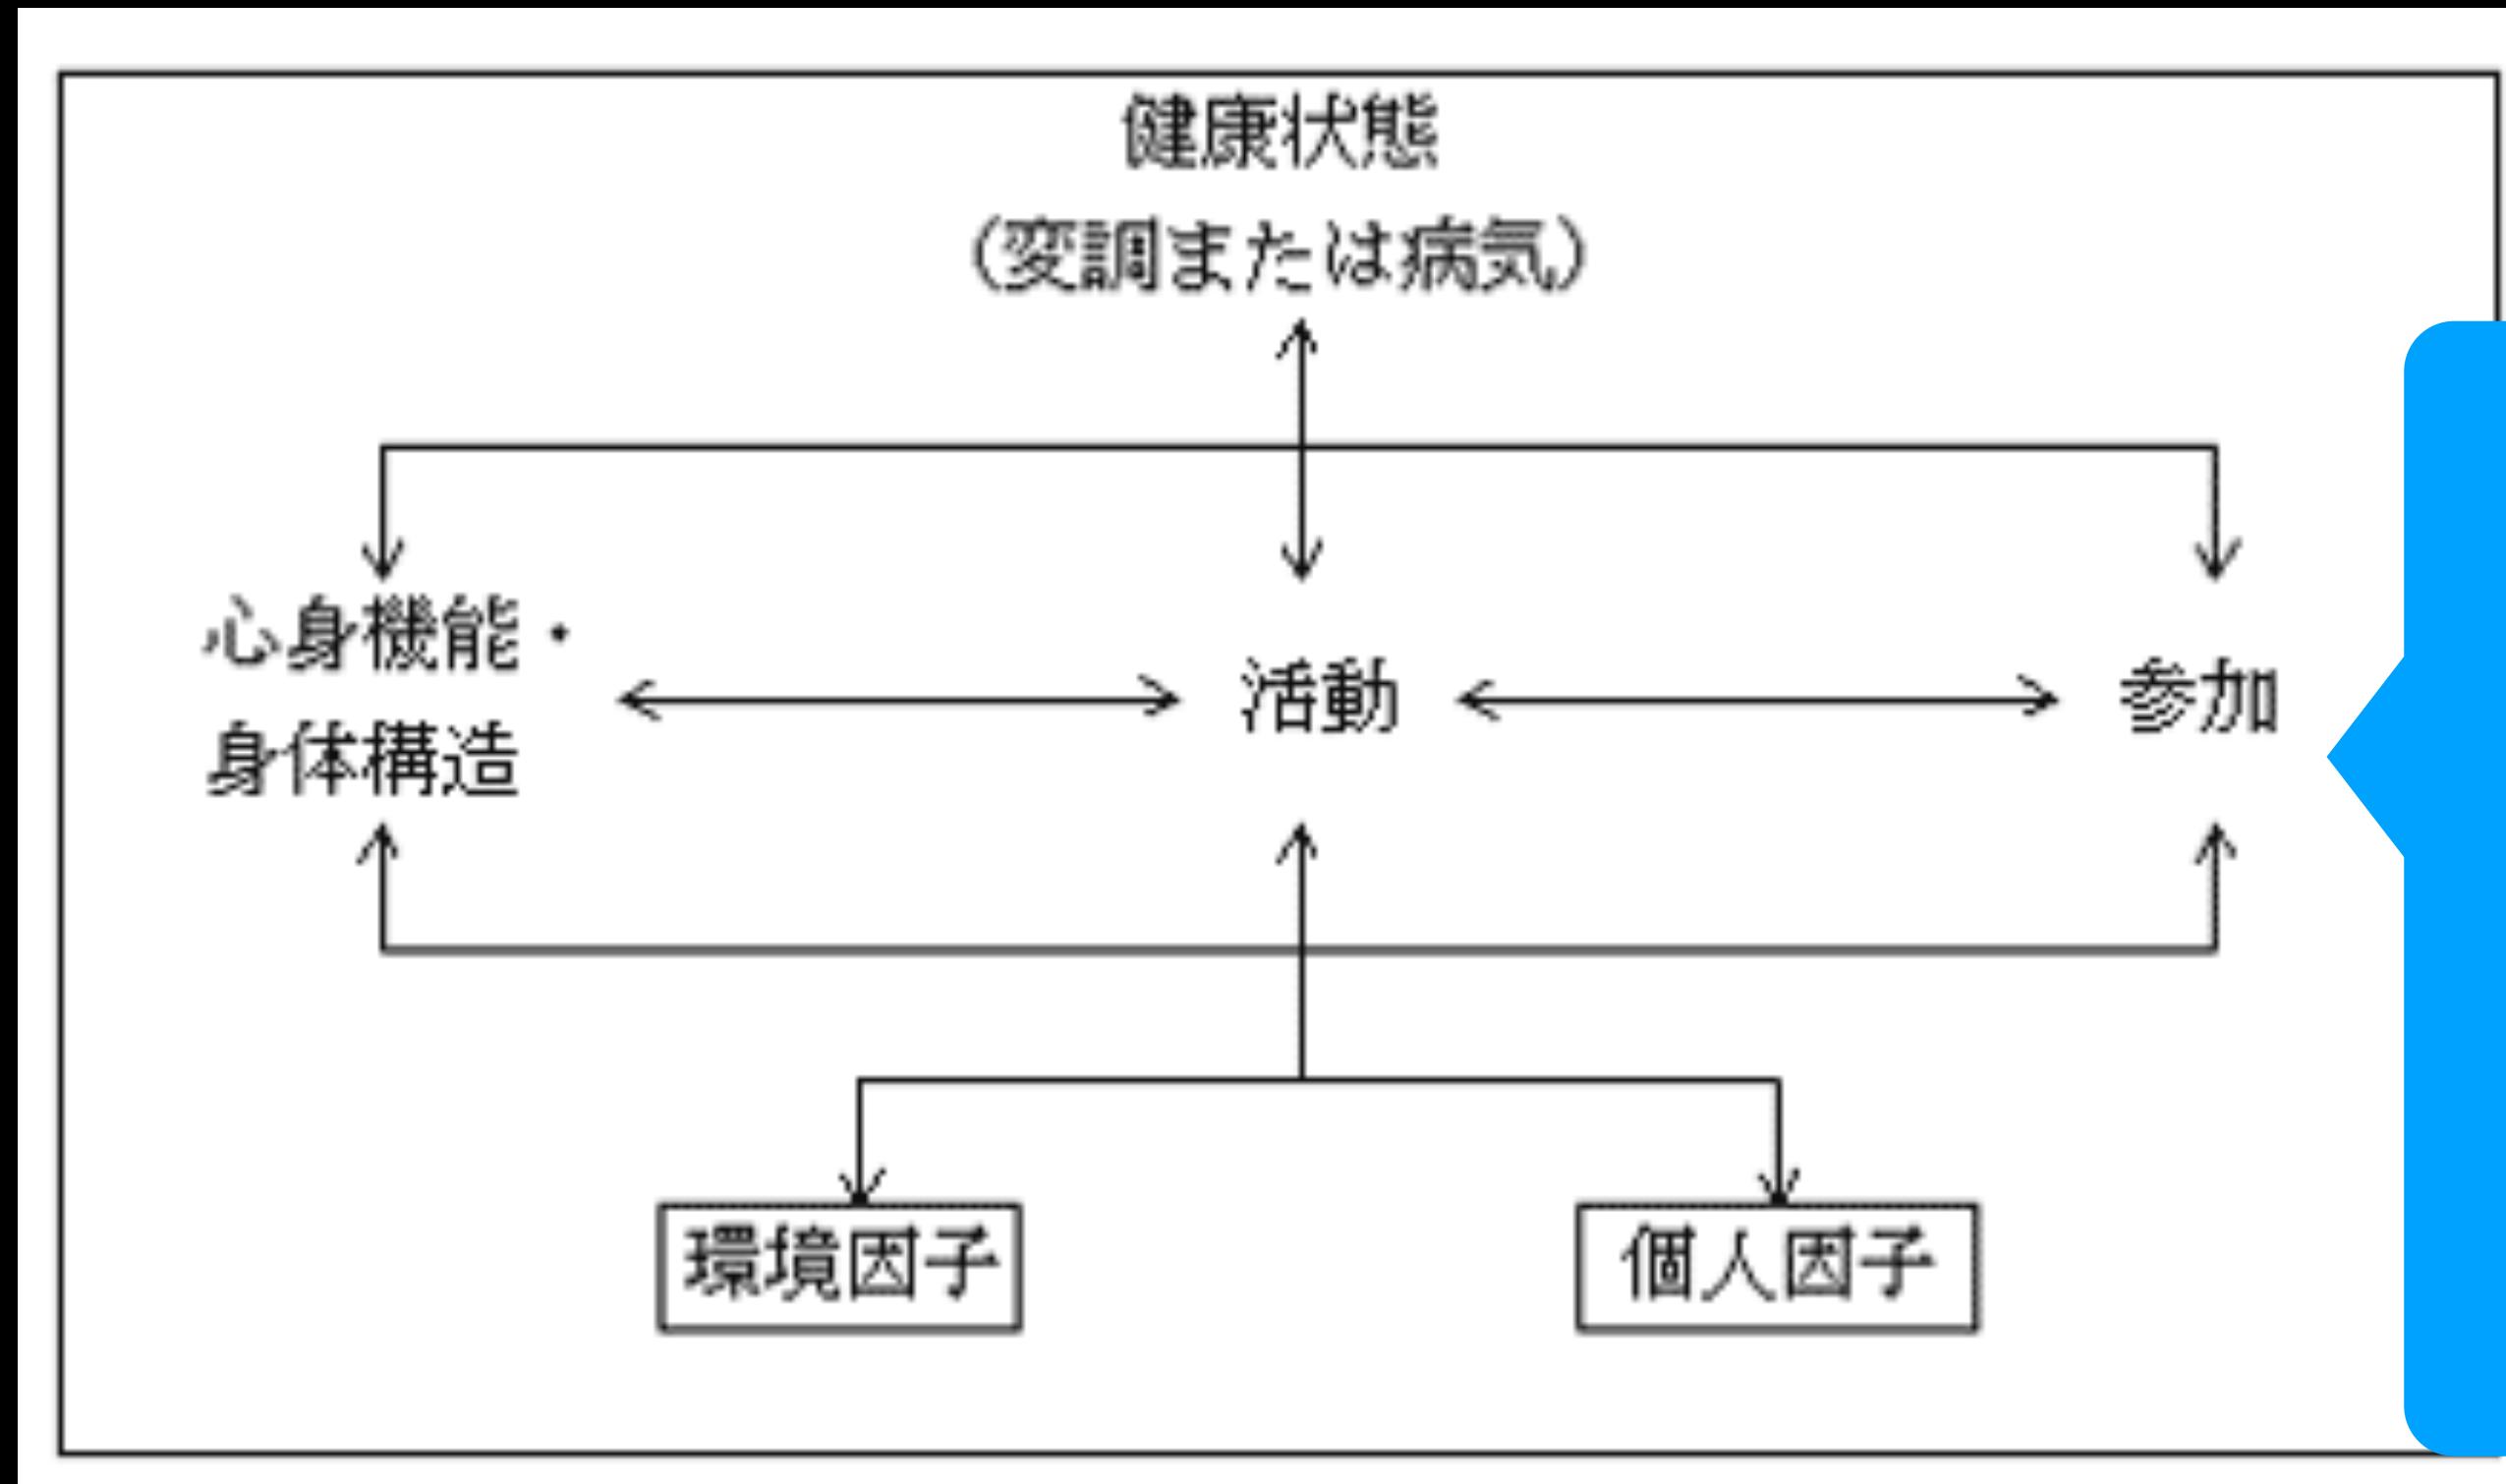 健康状態
（変調または病気）
心身機能・
身体構造
活動
参加
環境因子
個人因子